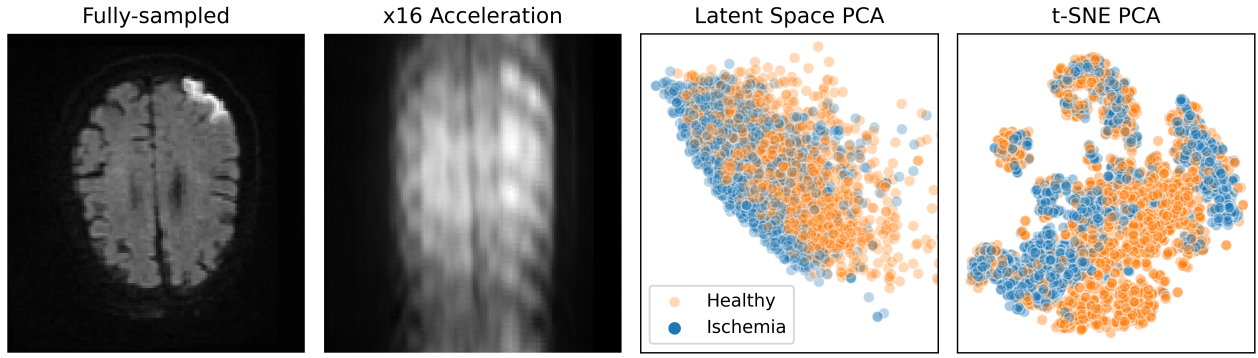 Fully-sampled
x16 Acceleration
Latent Space PCA
t-SNE PCA
Healthy
Ischemia